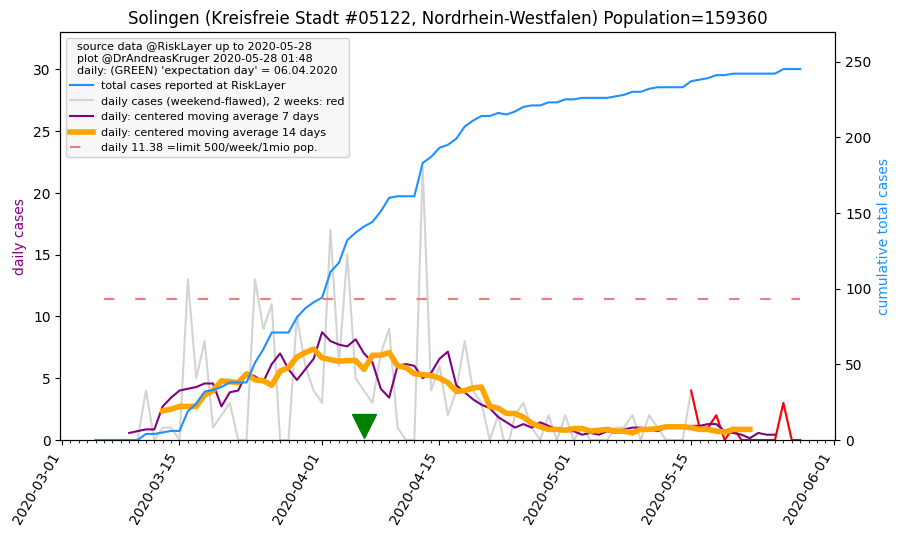 Solingen (Kreisfreie Stadt #05122, Nordrhein-Westfalen) Population=159360
source data @RiskLayer up to 2020-05-28
plot @DrAndreasKruger 2020-05-28 01:48
daily: (GREEN) 'expectation day' = 06.04.2020
total cases reported at RiskLayer
daily cases (weekend-flawed), 2 weeks: red
daily: centered moving average 7 days
daily: centered moving average 14 days
daily 11.38 =limit 500/week/1mio pop.
daily cases
30
25
20
15
10
5
0
cumulative total cases
250
200
150
100
50
0
2020-03-01
2020-03-15
2020-04-01
2020-04-15
2020-05-01
2020-05-15
2020-06-01